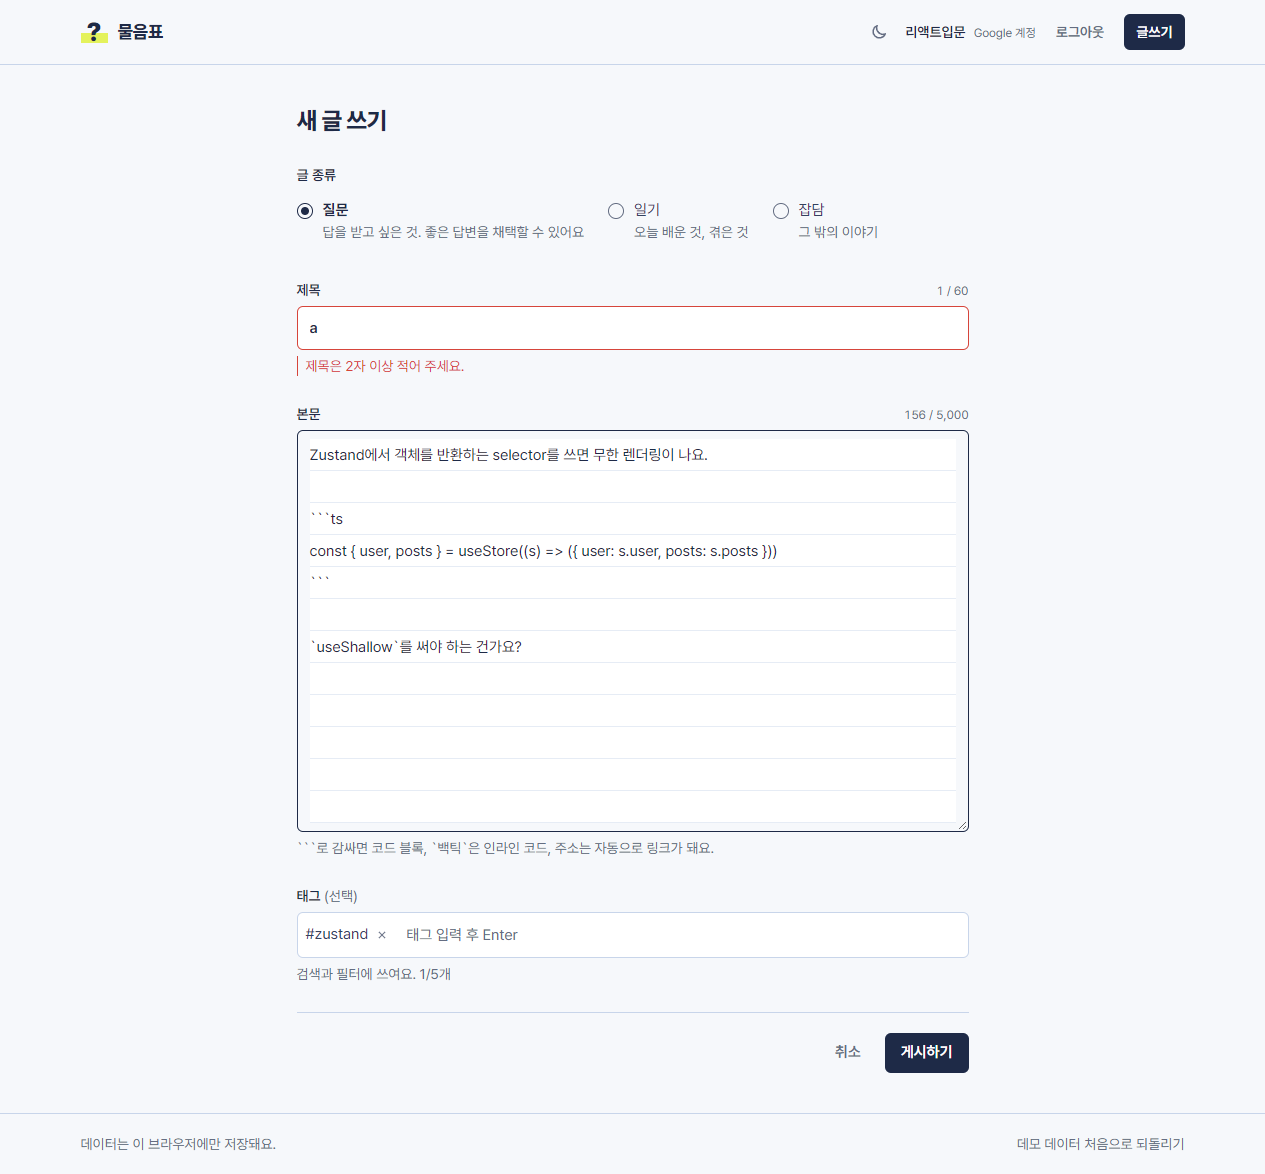 ? 물음표
리액트입문 Google 계정 로그아웃 글쓰기
새 글 쓰기
글 종류
질문
답을 받고 싶은 것. 좋은 답변을 채택할 수 있어요
일기
오늘 배운 것, 겪은 것
잡담
그 밖의 이야기
제목 1 / 60
a
제목은 2자 이상 적어 주세요.
본문 156 / 5,000
Zustand에서 객체를 반환하는 selector를 쓰면 무한 렌더링이 나요.
```ts
const { user, posts } = useStore((s) => ({ user: s.user, posts: s.posts }))
```
`useShallow`를 써야 하는 건가요?
```로 감싸면 코드 블록, `백틱`은 인라인 코드, 주소는 자동으로 링크가 돼요.
태그 (선택)
#zustand × 태그 입력 후 Enter
검색과 필터에 쓰여요. 1/5개
취소 게시하기
데이터는 이 브라우저에만 저장돼요. 데모 데이터 처음으로 되돌리기